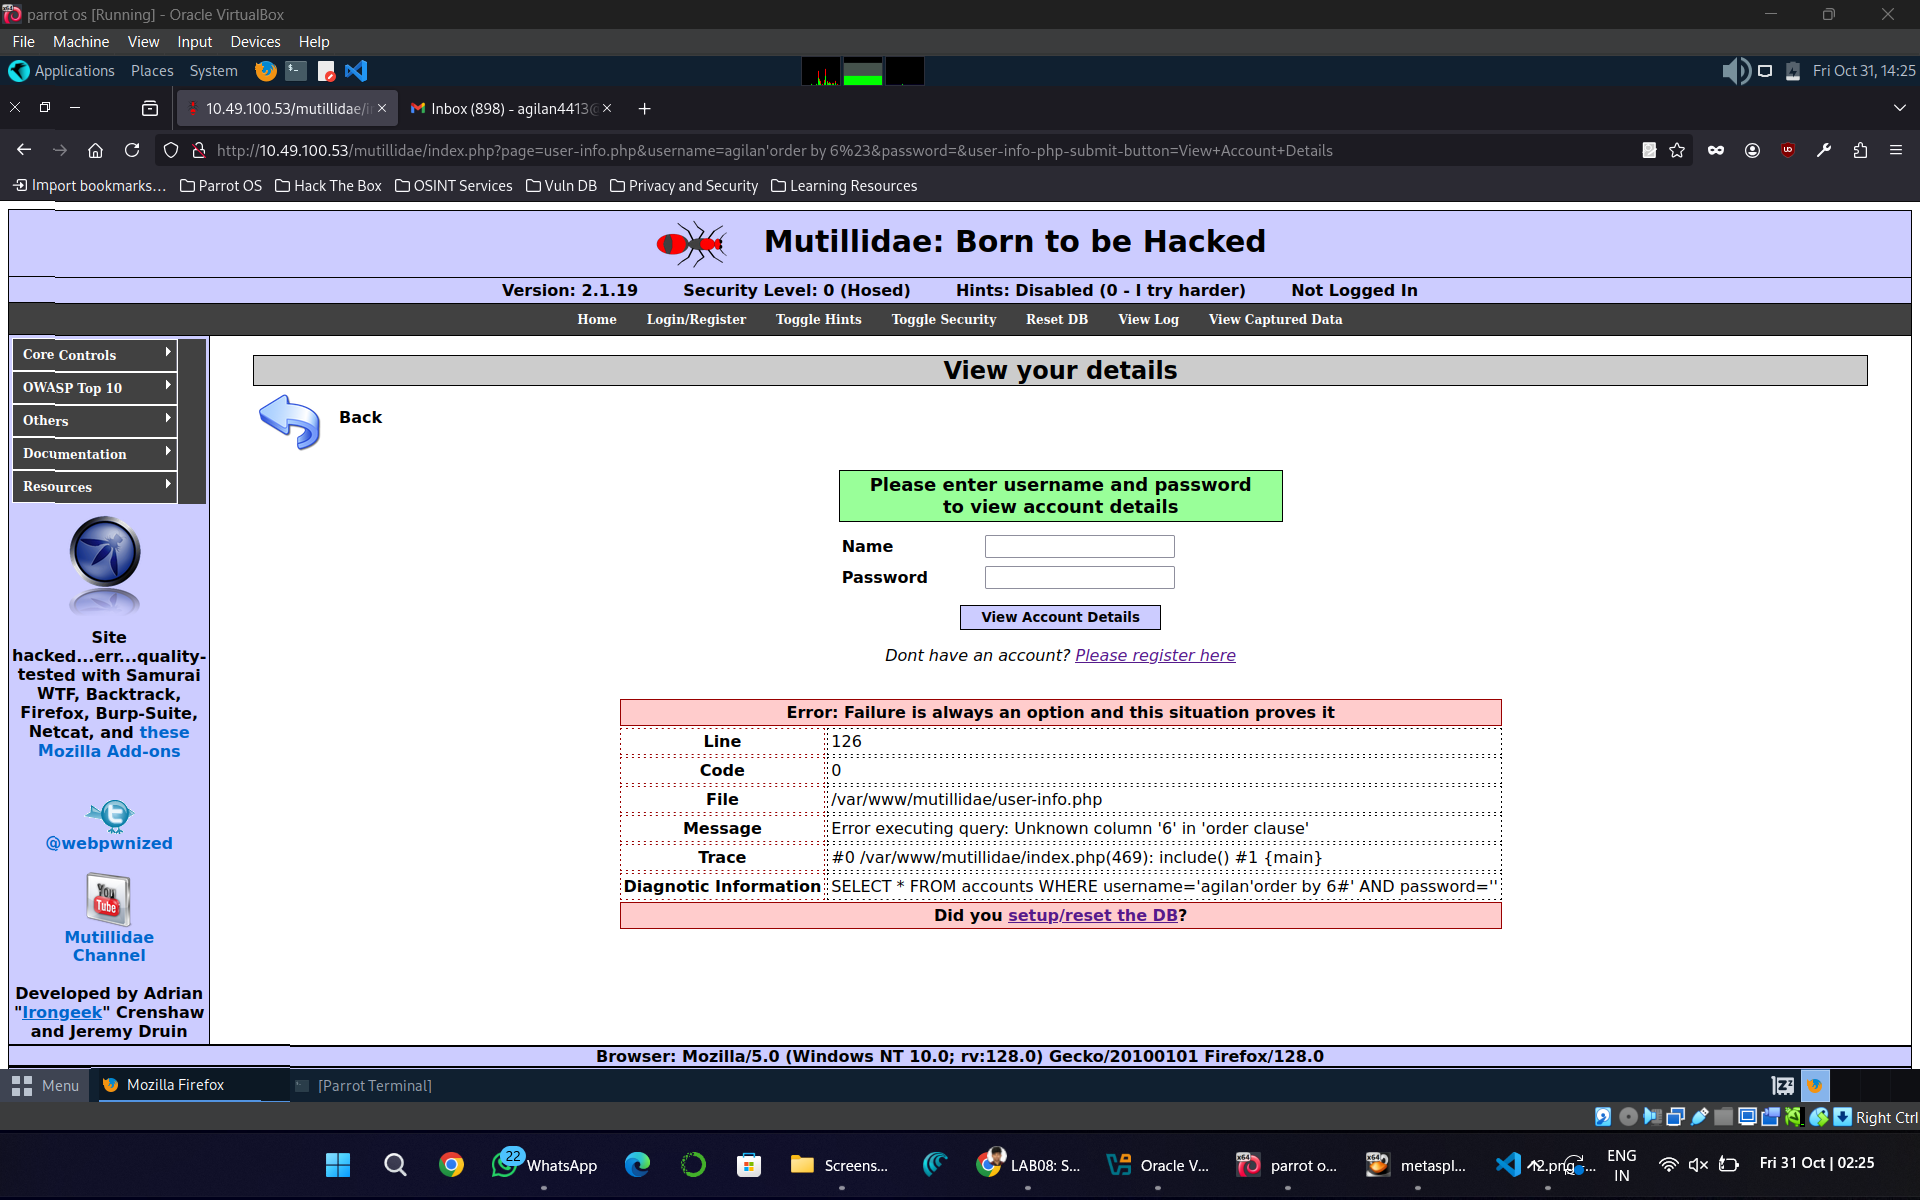 parrot os [Running] - Oracle VirtualBox
File Machine View Input Devices Help
Applications Places System Fri Oct 31, 14:25
10.49.100.53/mutillidae/i Inbox (898) - agilan4413@
http://10.49.100.53/mutillidae/index.php?page=user-info.php&username=agilan'order by 6%23&password=&user-info-php-submit-button=View+Account+Details
Import bookmarks... Parrot OS Hack The Box OSINT Services Vuln DB Privacy and Security Learning Resources
Mutillidae: Born to be Hacked
Version: 2.1.19 Security Level: 0 (Hosed) Hints: Disabled (0 - I try harder) Not Logged In
Home Login/Register Toggle Hints Toggle Security Reset DB View Log View Captured Data
Core Controls
OWASP Top 10
Others
Documentation
Resources
Site
hacked...err...quality-
tested with Samurai
WTF, Backtrack,
Firefox, Burp-Suite,
Netcat, and these
Mozilla Add-ons
@webpwnized
You
Tube
Mutillidae
Channel
Developed by Adrian
"Irongeek" Crenshaw
and Jeremy Druin
View your details
Back
Please enter username and password
to view account details
Name
Password
View Account Details
Dont have an account? Please register here
Error: Failure is always an option and this situation proves it
Line 126
Code 0
File /var/www/mutillidae/user-info.php
Message Error executing query: Unknown column '6' in 'order clause'
Trace #0 /var/www/mutillidae/index.php(469): include() #1 {main}
Diagnotic Information SELECT * FROM accounts WHERE username='agilan'order by 6#' AND password=''
Did you setup/reset the DB?
Browser: Mozilla/5.0 (Windows NT 10.0; rv:128.0) Gecko/20100101 Firefox/128.0
Menu Mozilla Firefox [Parrot Terminal]
Right Ctrl
22 WhatsApp Screens... LAB08: S... Oracle V... parrot o... metaspl... ENG
IN
Fri 31 Oct | 02:25